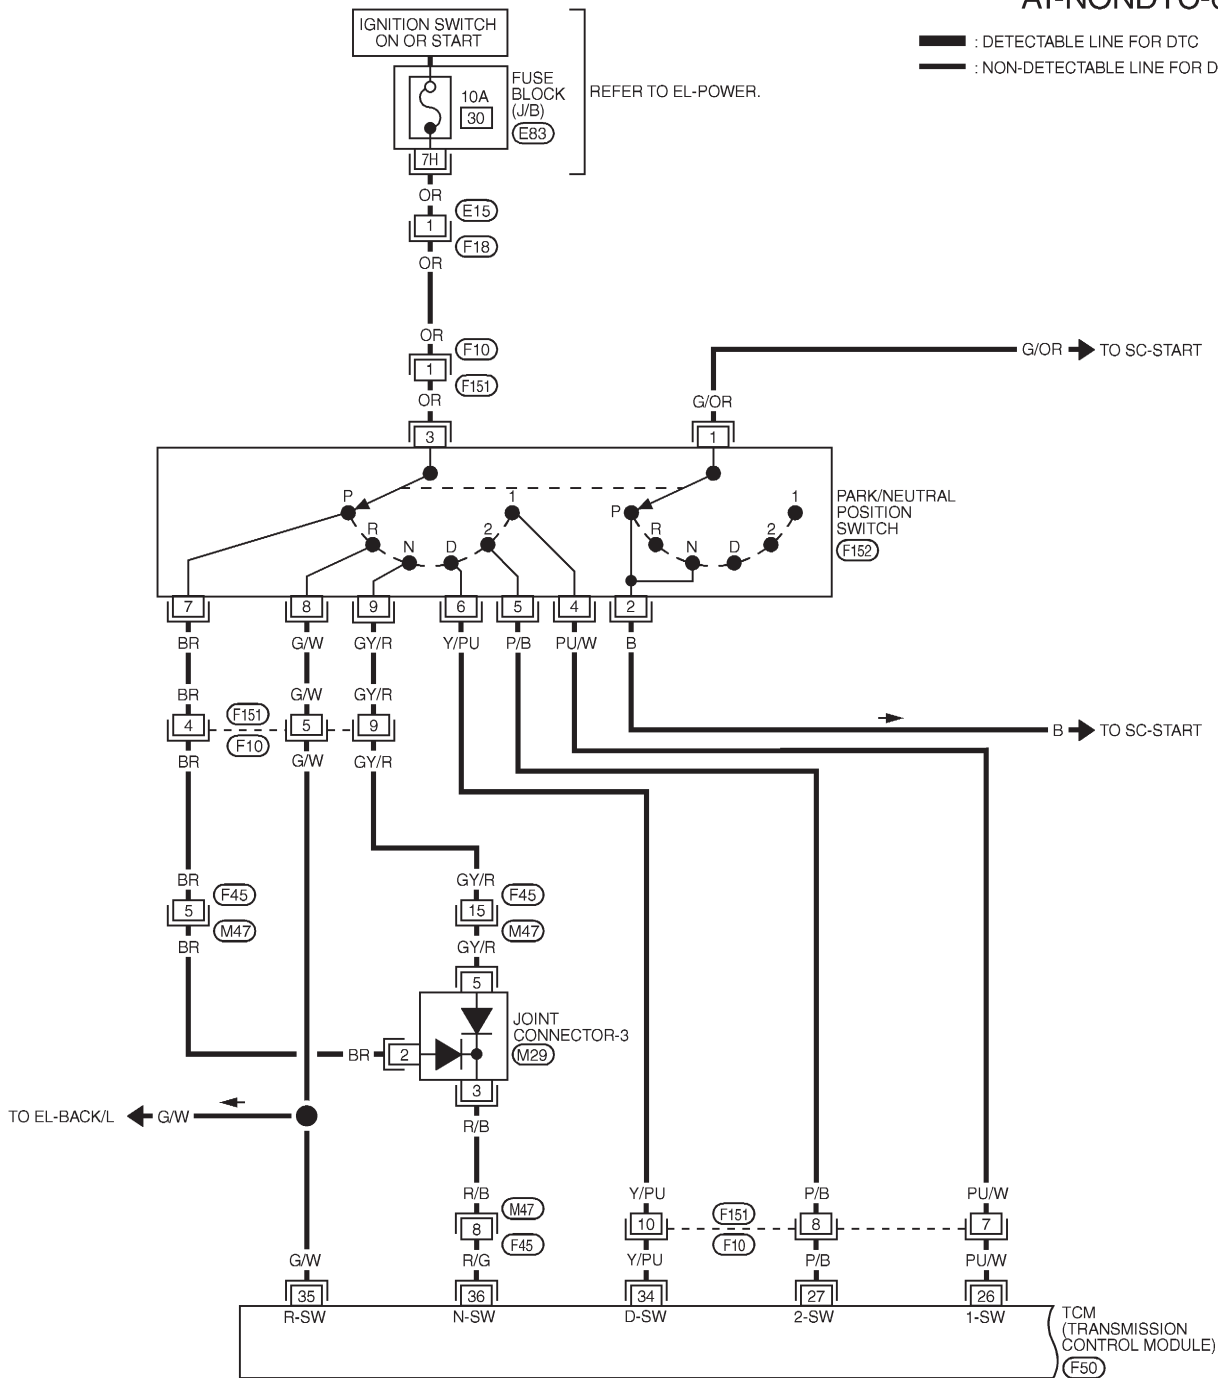 : DETECTABLE LINE FOR DTC
: NON-DETECTABLE LINE FOR D
IGNITION SWITCH
ON OR START
FUSE
BLOCK
(J/B)
E83
10A
30
7H
REFER TO EL-POWER.
OR
1
E15
F18
OR
OR
1
F10
F151
OR
3
G/OR
TO SC-START
G/OR
1
P
R
N
D
2
1
P
R
N
D
2
1
PARK/NEUTRAL
POSITION
SWITCH
F152
7
8
9
6
5
4
2
BR
G/W
GY/R
Y/PU
P/B
PU/W
B
BR
G/W
GY/R
4
F151
F10
5
9
BR
G/W
GY/R
B
TO SC-START
BR
5
F45
M47
BR
GY/R
15
F45
M47
GY/R
5
JOINT
CONNECTOR-3
M29
BR
2
3
R/B
TO EL-BACK/L
G/W
R/B
8
M47
F45
R/G
Y/PU
P/B
PU/W
10
F151
F10
8
7
Y/PU
P/B
PU/W
G/W
35
36
34
27
26
R-SW
N-SW
D-SW
2-SW
1-SW
TCM
(TRANSMISSION
CONTROL MODULE)
F50